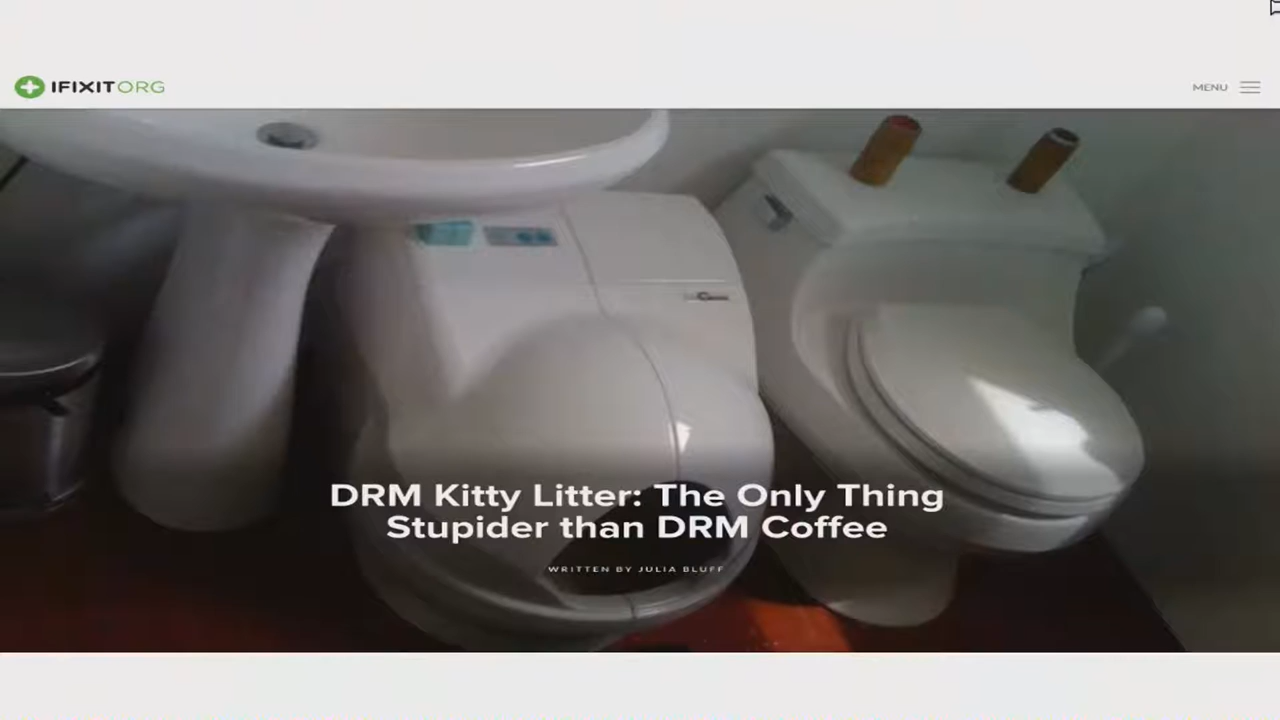 IFIXITORG
MENU
DRM Kitty Litter: The Only Thing
Stupider than DRM Coffee
WRITTEN BY JULIA BLUFF